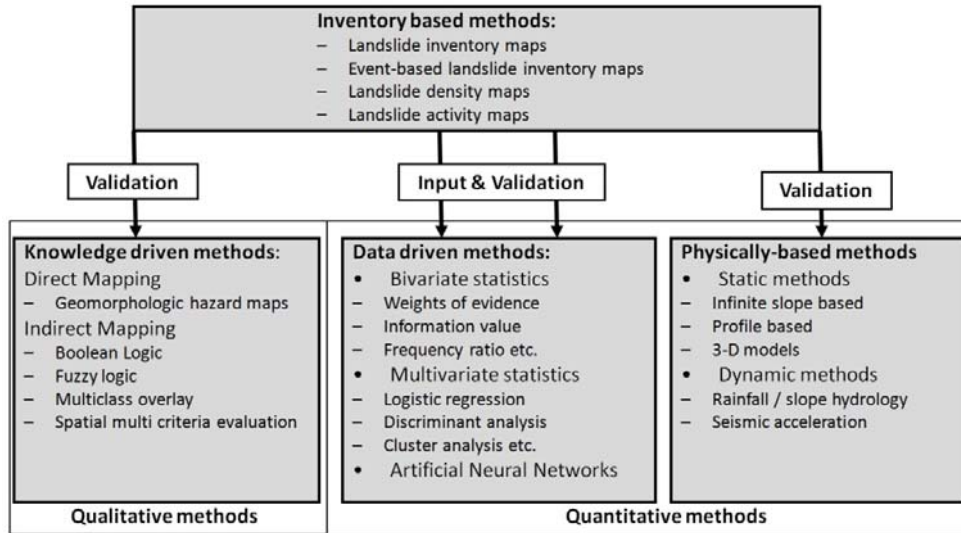 Inventory based methods:
– Landslide inventory maps
– Event-based landslide inventory maps
– Landslide density maps
– Landslide activity maps
Validation
Input & Validation
Validation
Knowledge driven methods:
Direct Mapping
– Geomorphologic hazard maps
Indirect Mapping
– Boolean Logic
– Fuzzy logic
– Multiclass overlay
– Spatial multi criteria evaluation
Data driven methods:
• Bivariate statistics
– Weights of evidence
– Information value
– Frequency ratio etc.
• Multivariate statistics
– Logistic regression
– Discriminant analysis
– Cluster analysis etc.
• Artificial Neural Networks
Physically-based methods
• Static methods
– Infinite slope based
– Profile based
– 3-D models
• Dynamic methods
– Rainfall / slope hydrology
– Seismic acceleration
Qualitative methods
Quantitative methods